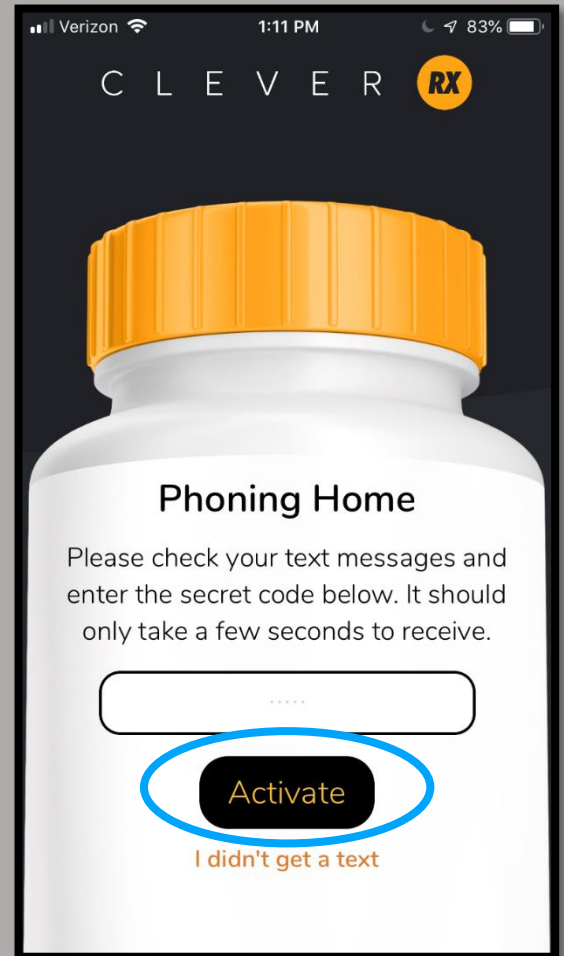 Verizon 1:11 PM 83%
CLEVER RX
Phoning Home
Please check your text messages and
enter the secret code below. It should
only take a few seconds to receive.
.....
Activate
I didn't get a text